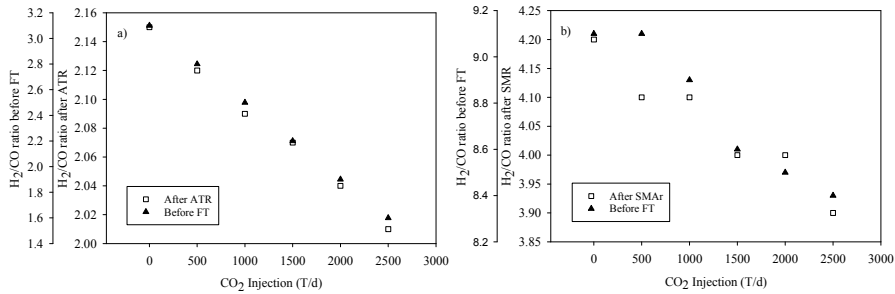 a)
H2/CO ratio before FT
3.2
3.0
2.8
2.6
2.4
2.2
2.0
1.8
1.6
1.4
H2/CO ratio after ATR
2.16
2.14
2.12
2.10
2.08
2.06
2.04
2.02
2.00
After ATR
Before FT
0 500 1000 1500 2000 2500 3000
CO2 Injection (T/d)
b)
H2/CO ratio before FT
9.2
9.0
8.8
8.6
8.4
8.2
H2/CO ratio after SMR
4.20
4.15
4.10
4.05
4.00
3.95
3.90
3.85
After SMAr
Before FT
0 500 1000 1500 2000 2500 3000
CO2 Injection (T/d)